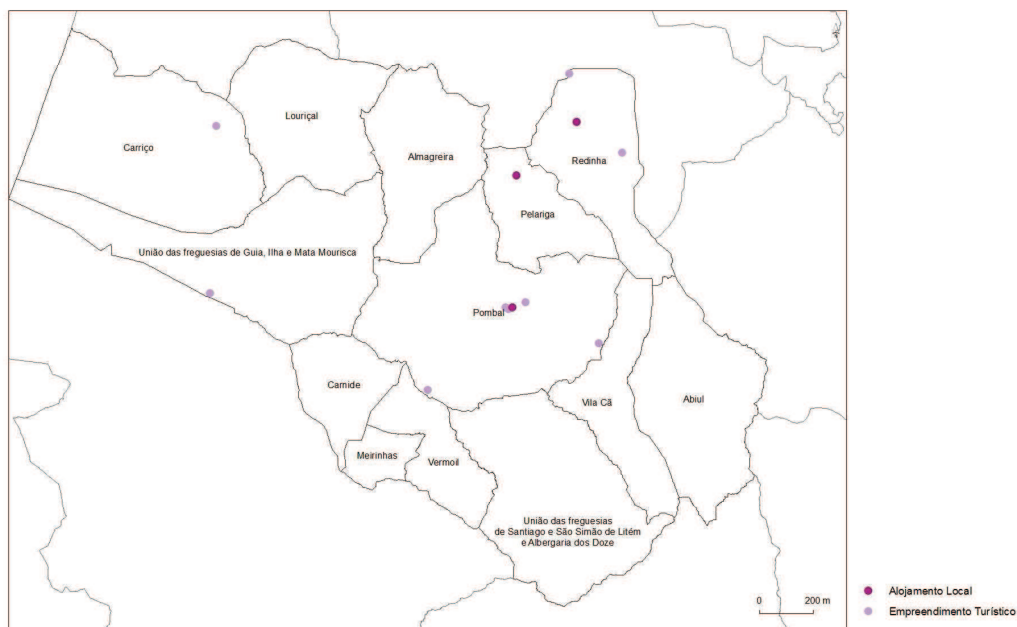 Louriçal
Carriço
Almagreira
Redinha
Pelariga
União das freguesias de Guia, Ilha e Mata Mourisca
Pombal
Carnide
Vila Cã
Abiul
Meirinhas
Vermoil
União das freguesias
de Santiago e São Simão de Litém
e Albergaria dos Doze
0
200 m
Alojamento Local
Empreendimento Turístico